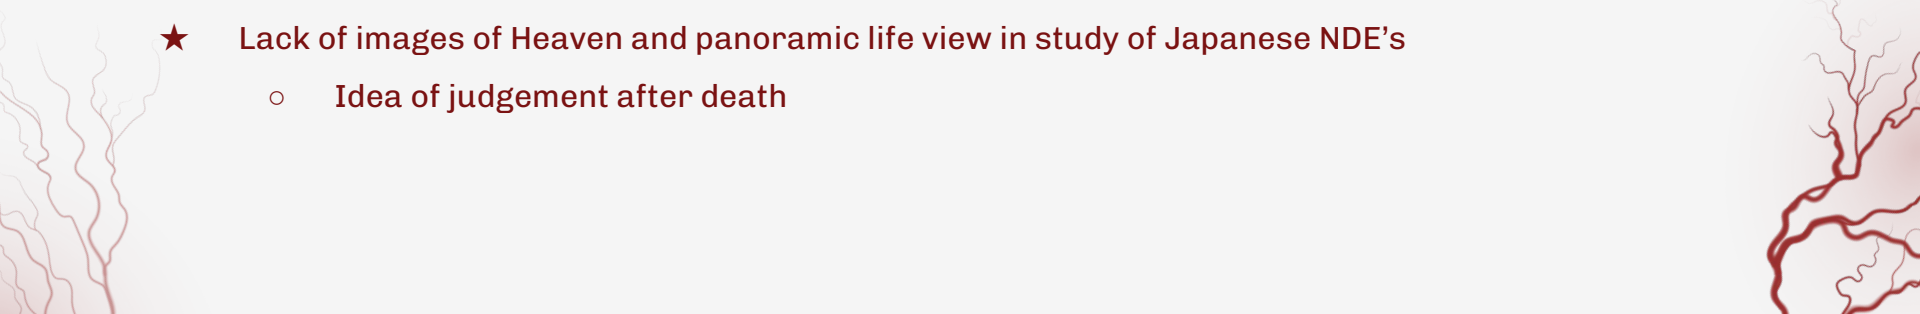 ★ Lack of images of Heaven and panoramic life view in study of Japanese NDE’s
○ Idea of judgement after death